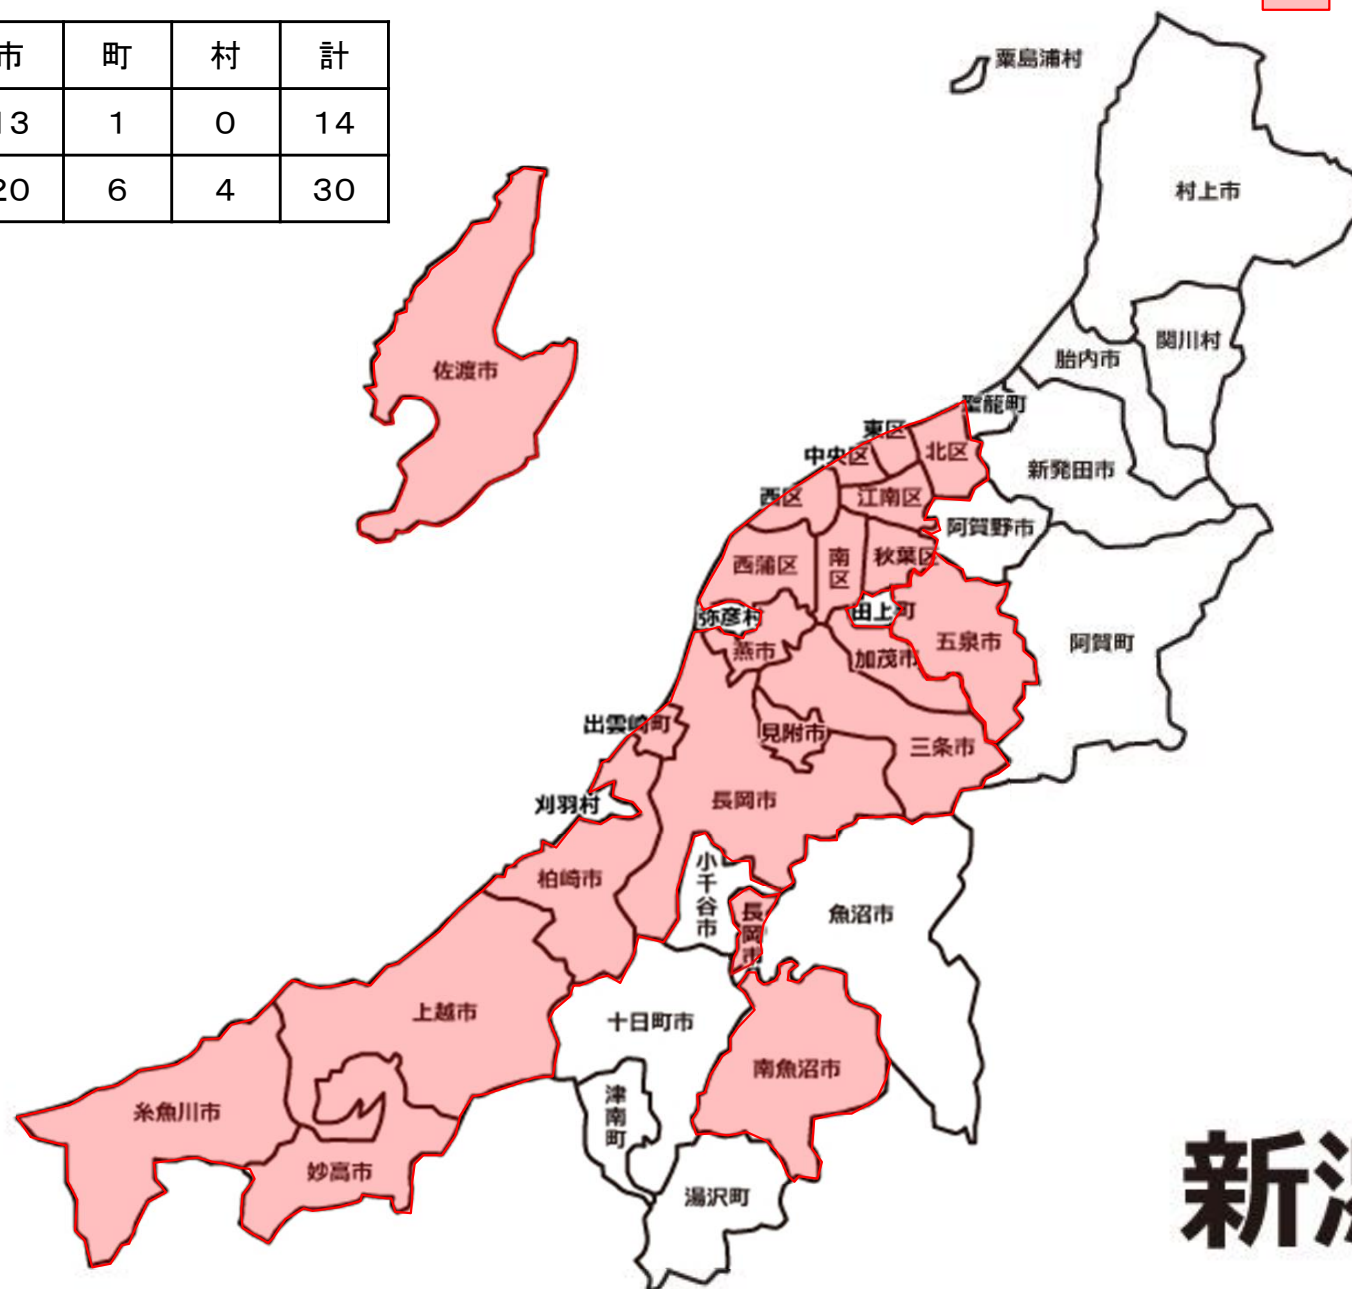 市 町 村 計
13 1 0 14
20 6 4 30
粟島浦村
村上市
関川村
胎内市
聖籠町
新発田市
佐渡市
東区
北区
中央区
西区
江南区
阿賀野市
西蒲区
南区
秋葉区
弥彦村
田上町
燕市
加茂市
五泉市
阿賀町
出雲崎町
見附市
三条市
刈羽村
長岡市
柏崎市
小千谷市
長岡市
魚沼市
上越市
十日町市
南魚沼市
糸魚川市
津南町
妙高市
湯沢町
新潟